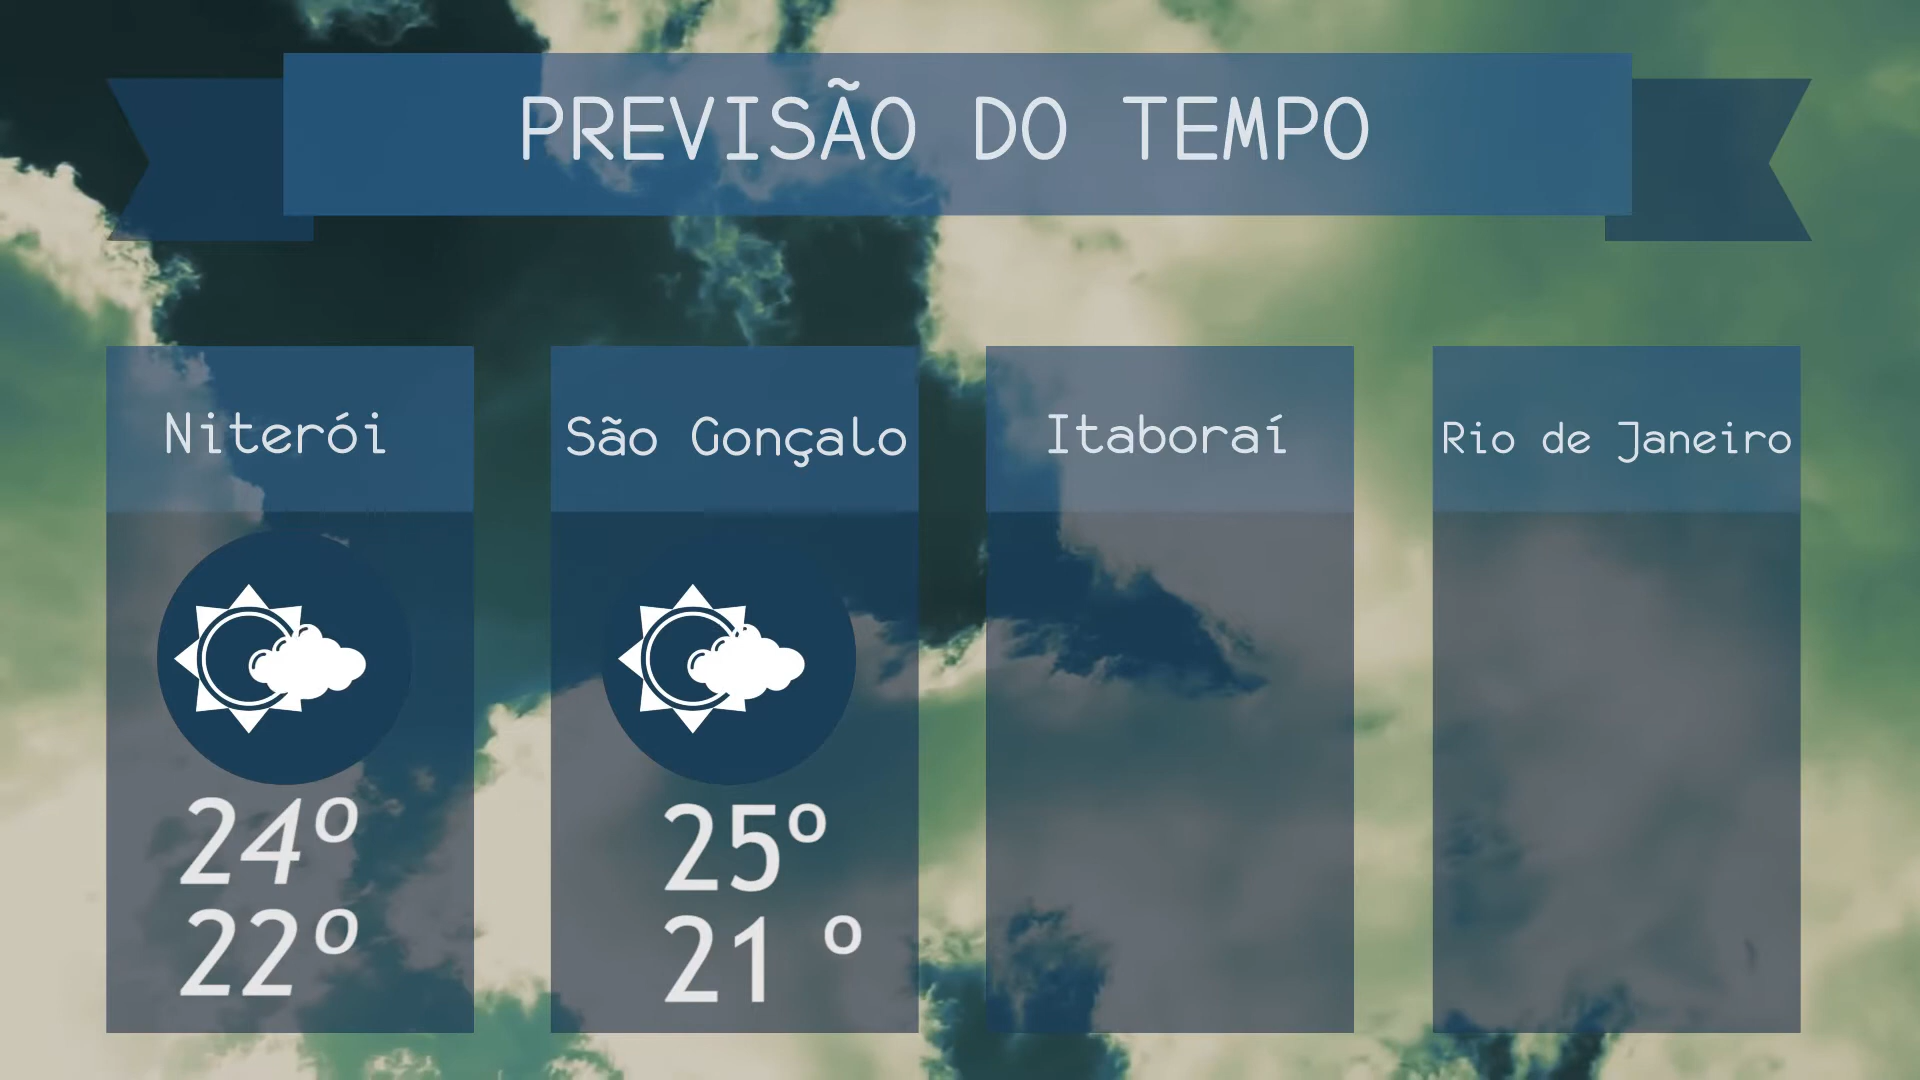 PREVISÃO DO TEMPO
Niterói
24º
22º
São Gonçalo
25º
21 º
Itaboraí
Rio de Janeiro